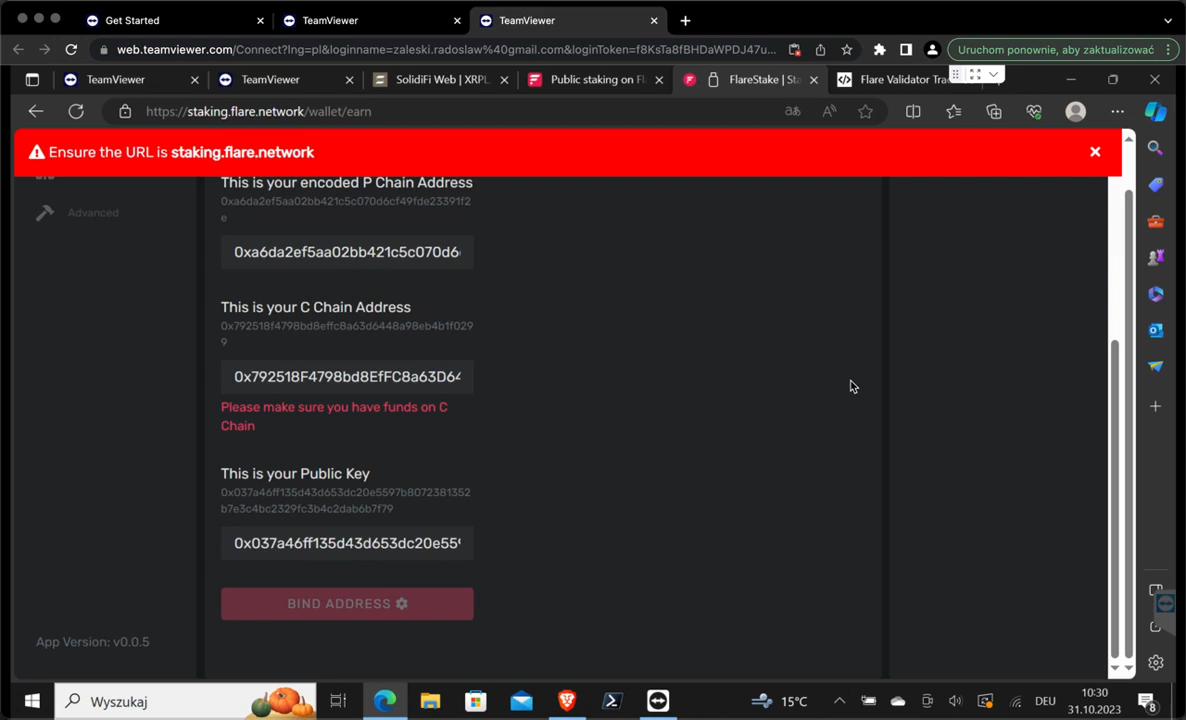 Get Started
TeamViewer
TeamViewer
web.teamviewer.com/Connect?lng=pl&loginname=zaleski.radoslaw%40gmail.com&loginToken=f8KsTa8fBHDaWPDJ47u...
Uruchom ponownie, aby zaktualizować
TeamViewer
TeamViewer
SolidiFi Web | XRPL
Public staking on Fl
FlareStake | Sta
Flare Validator Tra
https://staking.flare.network/wallet/earn
Ensure the URL is staking.flare.network
This is your encoded P Chain Address
0xa6da2ef5aa02bb421c5c070d6cf49fde23391f2
e
Advanced
0xa6da2ef5aa02bb421c5c070d6
This is your C Chain Address
0x792518f4798bd8effc8a63d6448a98eb4b1f029
9
0x792518F4798bd8EfFC8a63D64
Please make sure you have funds on C
Chain
This is your Public Key
0x037a46ff135d43d653dc20e5597b8072381352
b7e3c4bc2329fc3b4c2dab6b7f79
0x037a46ff135d43d653dc20e559
BIND ADDRESS
App Version: v0.0.5
Wyszukaj
15°C
DEU
10:30
31.10.2023
8